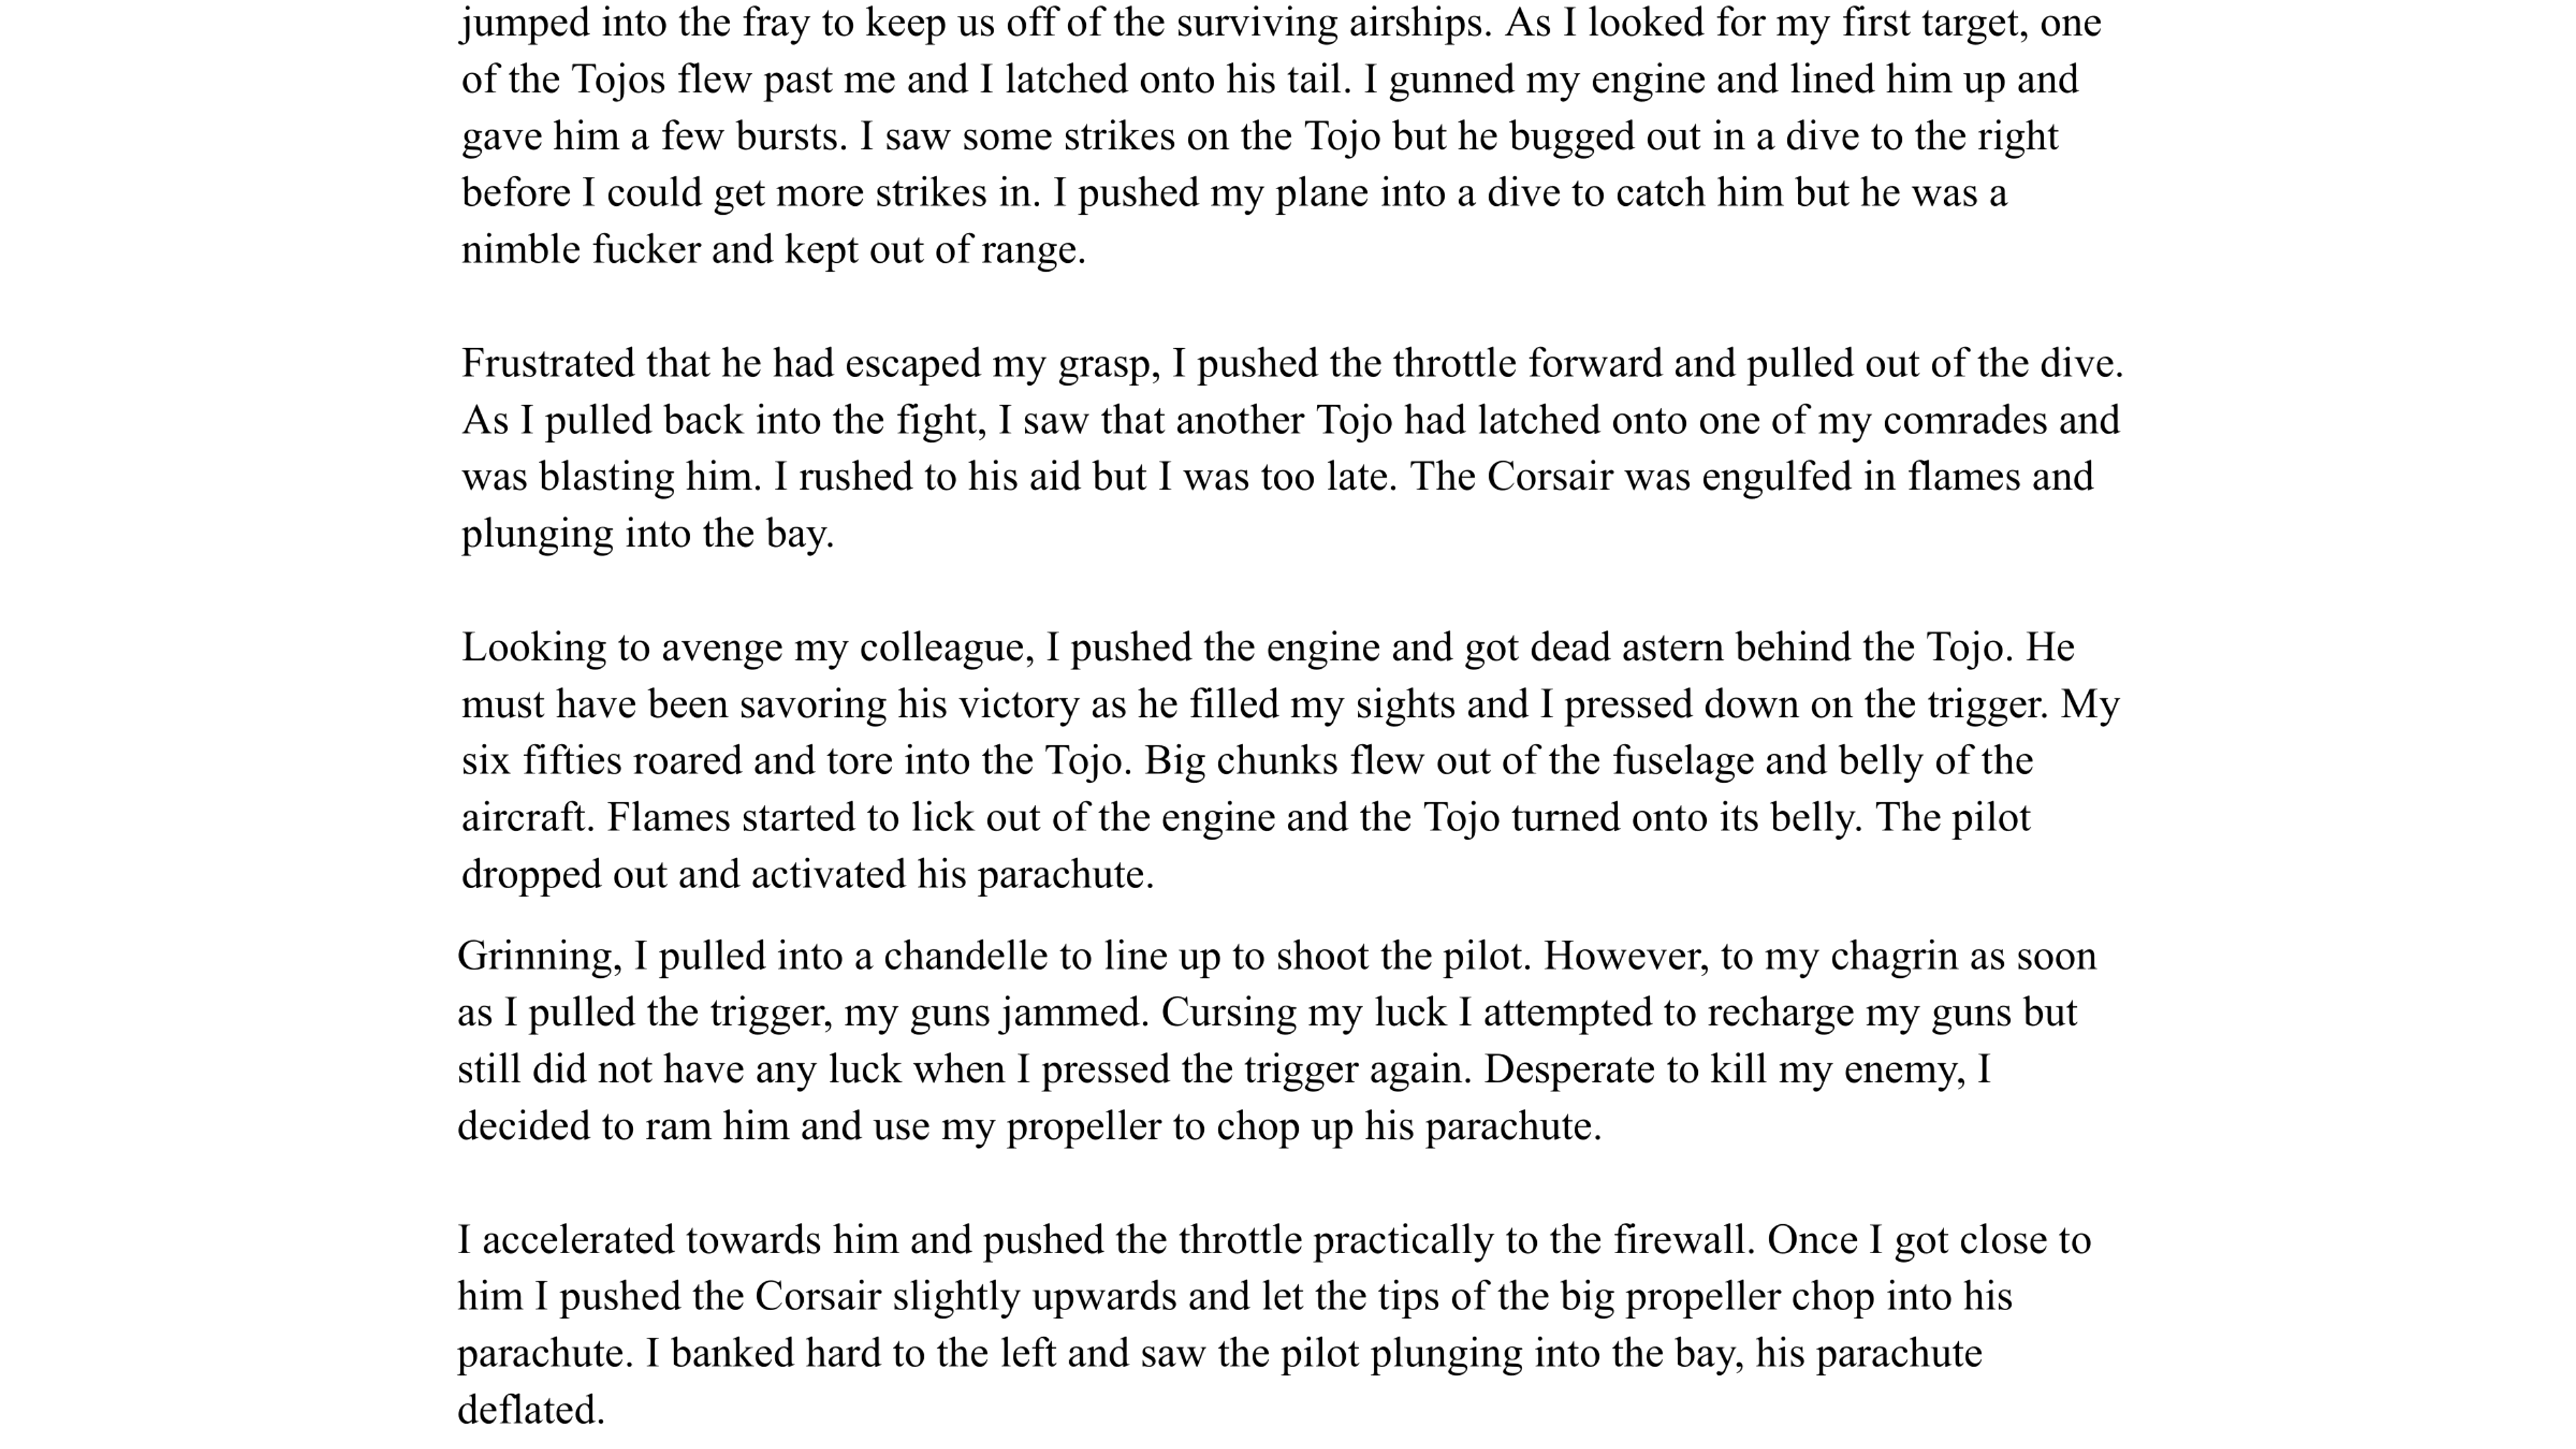 jumped into the fray to keep us off of the surviving airships. As I looked for my first target, one
of the Tojos flew past me and I latched onto his tail. I gunned my engine and lined him up and
gave him a few bursts. I saw some strikes on the Tojo but he bugged out in a dive to the right
before I could get more strikes in. I pushed my plane into a dive to catch him but he was a
nimble fucker and kept out of range.
Frustrated that he had escaped my grasp, I pushed the throttle forward and pulled out of the dive.
As I pulled back into the fight, I saw that another Tojo had latched onto one of my comrades and
was blasting him. I rushed to his aid but I was too late. The Corsair was engulfed in flames and
plunging into the bay.
Looking to avenge my colleague, I pushed the engine and got dead astern behind the Tojo. He
must have been savoring his victory as he filled my sights and I pressed down on the trigger. My
six fifties roared and tore into the Tojo. Big chunks flew out of the fuselage and belly of the
aircraft. Flames started to lick out of the engine and the Tojo turned onto its belly. The pilot
dropped out and activated his parachute.
Grinning, I pulled into a chandelle to line up to shoot the pilot. However, to my chagrin as soon
as I pulled the trigger, my guns jammed. Cursing my luck I attempted to recharge my guns but
still did not have any luck when I pressed the trigger again. Desperate to kill my enemy, I
decided to ram him and use my propeller to chop up his parachute.
I accelerated towards him and pushed the throttle practically to the firewall. Once I got close to
him I pushed the Corsair slightly upwards and let the tips of the big propeller chop into his
parachute. I banked hard to the left and saw the pilot plunging into the bay, his parachute
deflated.